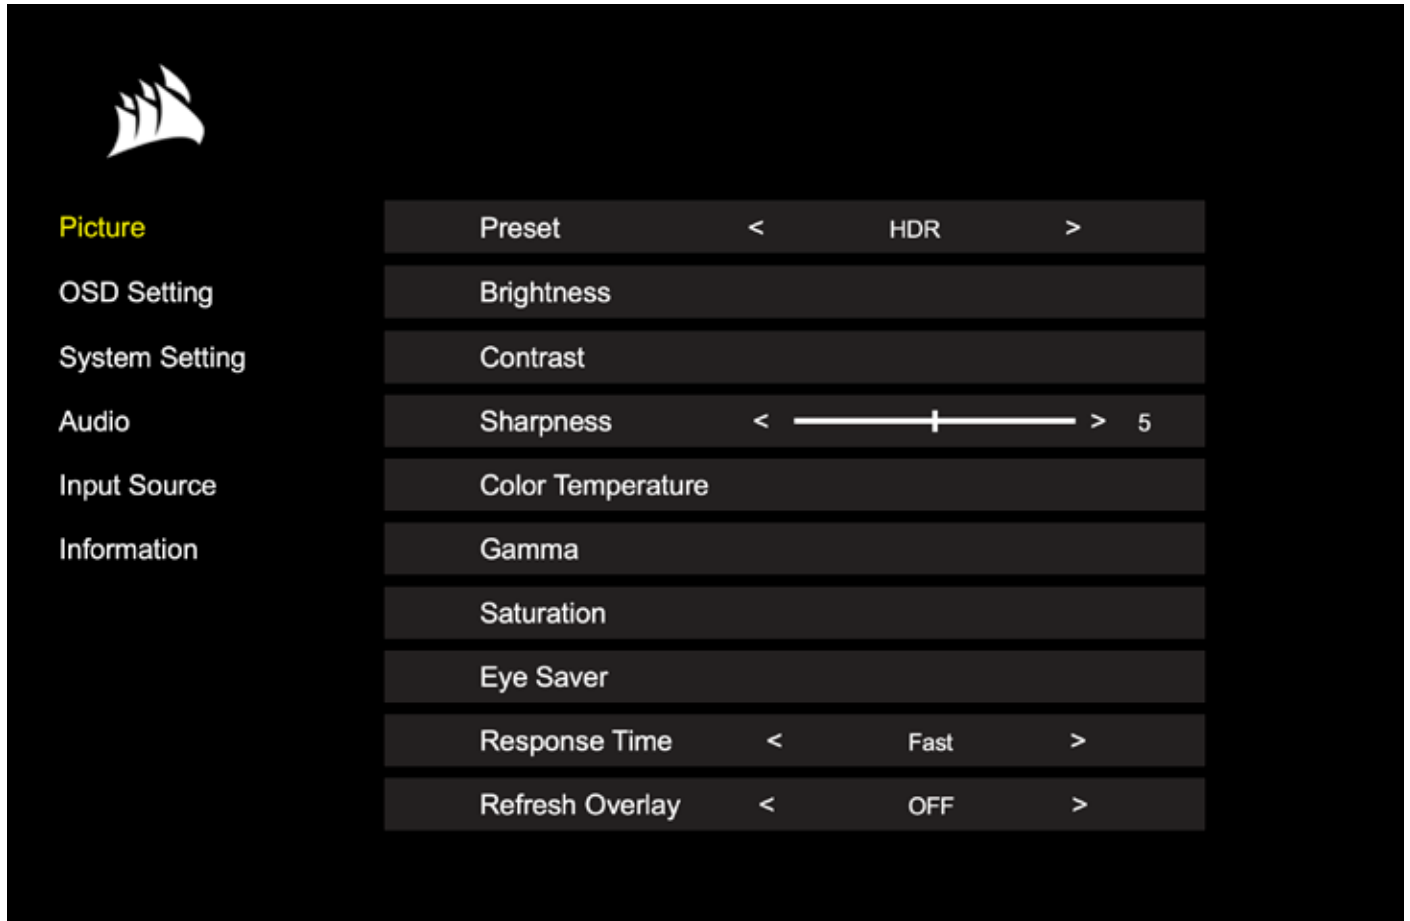 Picture
Preset < HDR >
OSD Setting
Brightness
System Setting
Contrast
Audio
Sharpness < > 5
Input Source
Color Temperature
Information
Gamma
Saturation
Eye Saver
Response Time < Fast >
Refresh Overlay < OFF >